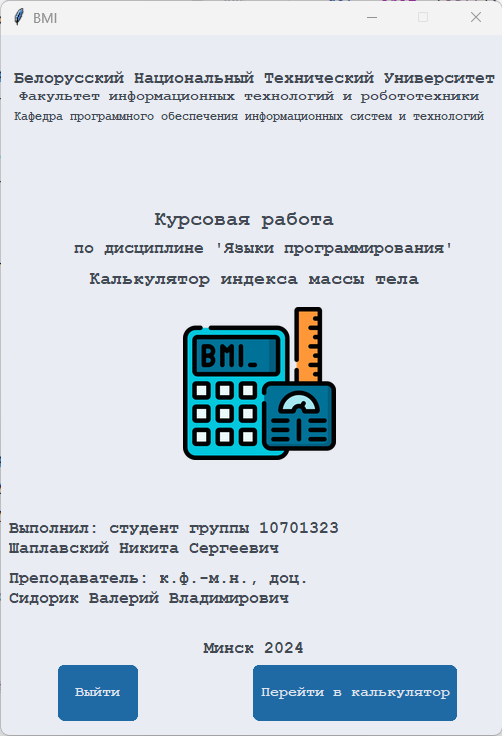 BMI
Белорусский Национальный Технический Университет
Факультет информационных технологий и робототехники
Кафедра программного обеспечения информационных систем и технологий
Курсовая работа
по дисциплине 'Языки программирования'
Калькулятор индекса массы тела
BMI_
Выполнил: студент группы 10701323
Шаплавский Никита Сергеевич
Преподаватель: к.ф.-м.н., доц.
Сидорик Валерий Владимирович
Минск 2024
Выйти
Перейти в калькулятор